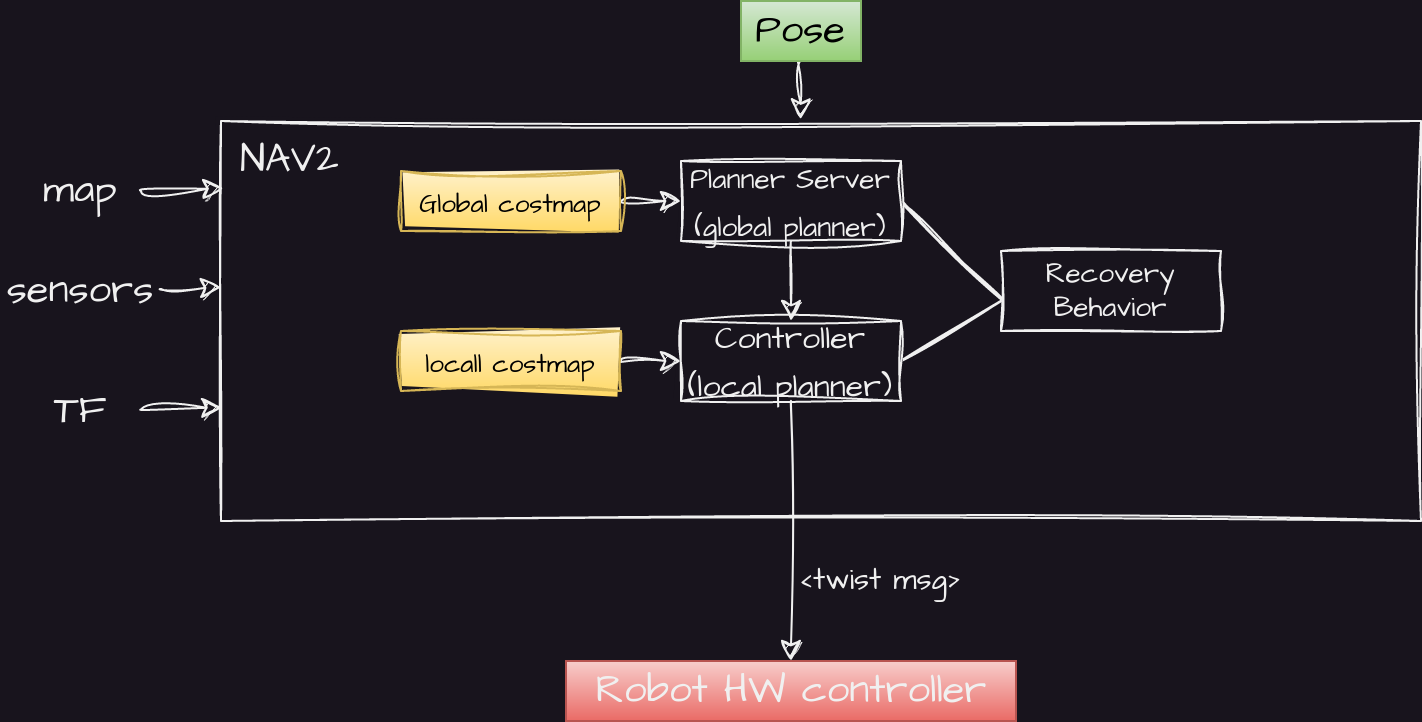 Pose
NAV2
map
sensors
TF
Global costmap
Planner Server
(global planner)
Recovery
Behavior
locall costmap
Controller
(local planner)
<twist msg>
Robot HW controller